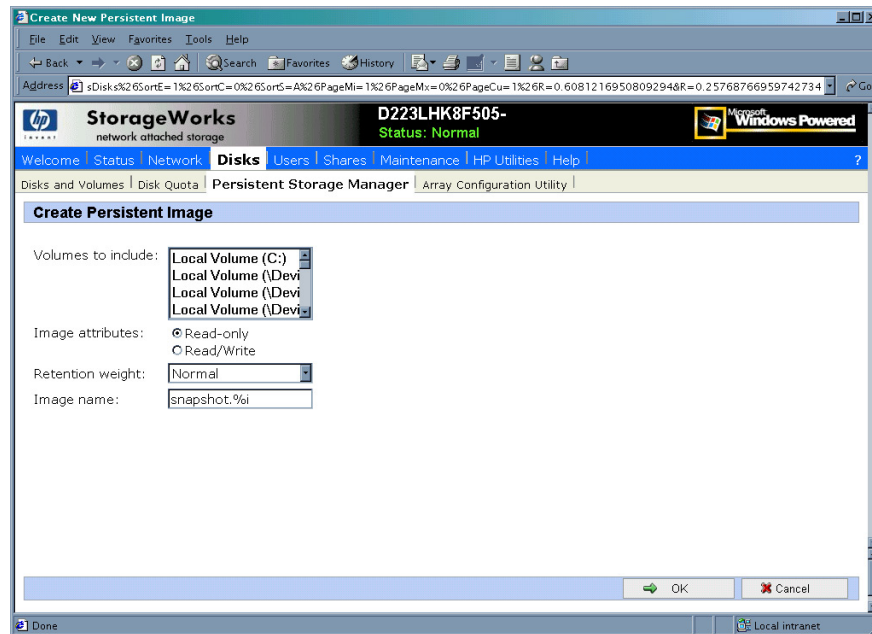 Create New Persistent Image
File Edit View Favorites Tools Help
Back Search Favorites History
Address sDisks%26SortE=1%26SortC=0%26SortS=A%26PageMi=1%26PageMx=0%26PageCu=1%26R=0.6081216950809294&R=0.25768766959742734 Go
hp
invent
StorageWorks
network attached storage
D223LHK8F505-
Status: Normal
Microsoft
Windows Powered
Welcome Status Network Disks Users Shares Maintenance HP Utilities Help ?
Disks and Volumes Disk Quota Persistent Storage Manager Array Configuration Utility
Create Persistent Image
Volumes to include: Local Volume (C:)
Local Volume (\Devi
Local Volume (\Devi
Local Volume (\Devi
Image attributes: Read-only
Read/Write
Retention weight: Normal
Image name: snapshot.%i
OK Cancel
Done Local intranet